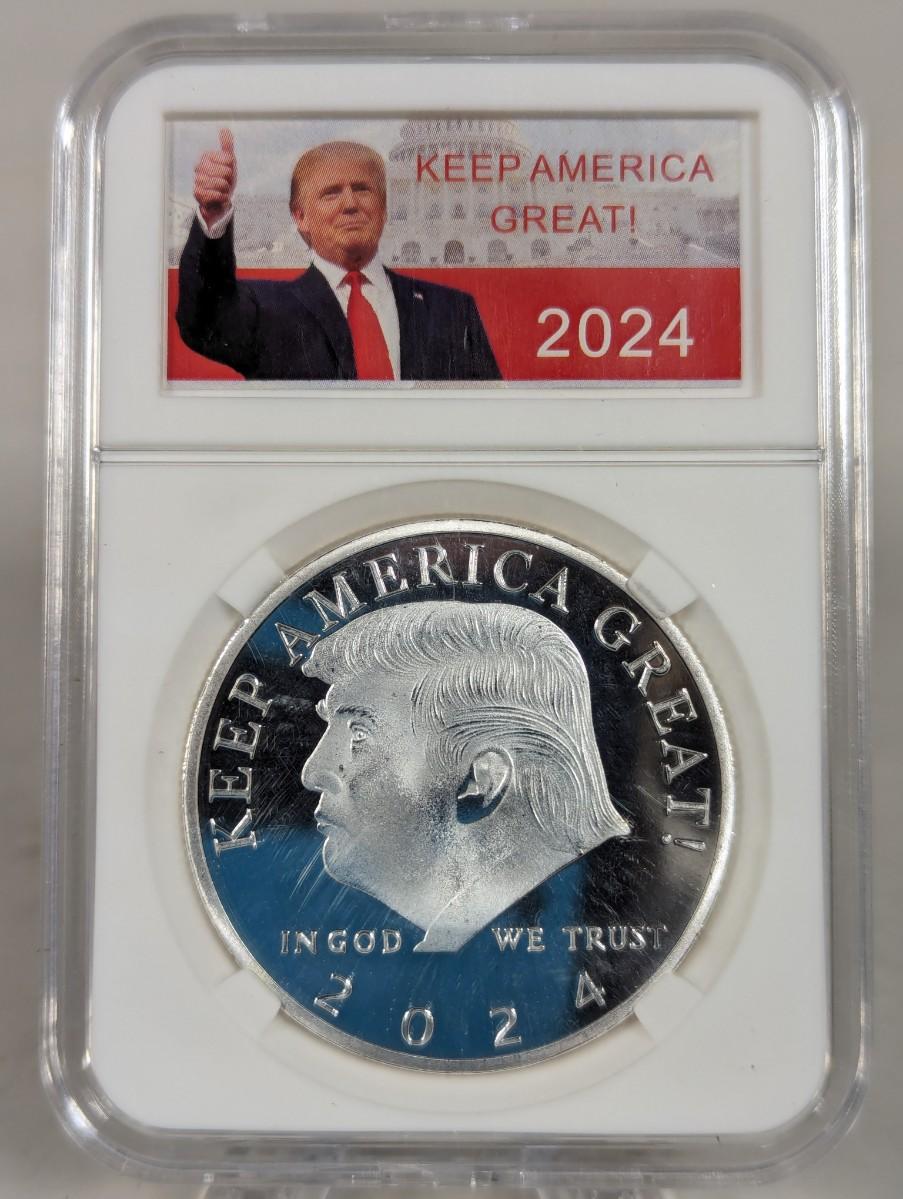 KEEP AMERICA
GREAT!
2024
KEEP AMERICA GREAT!
IN GOD WE TRUST
2024